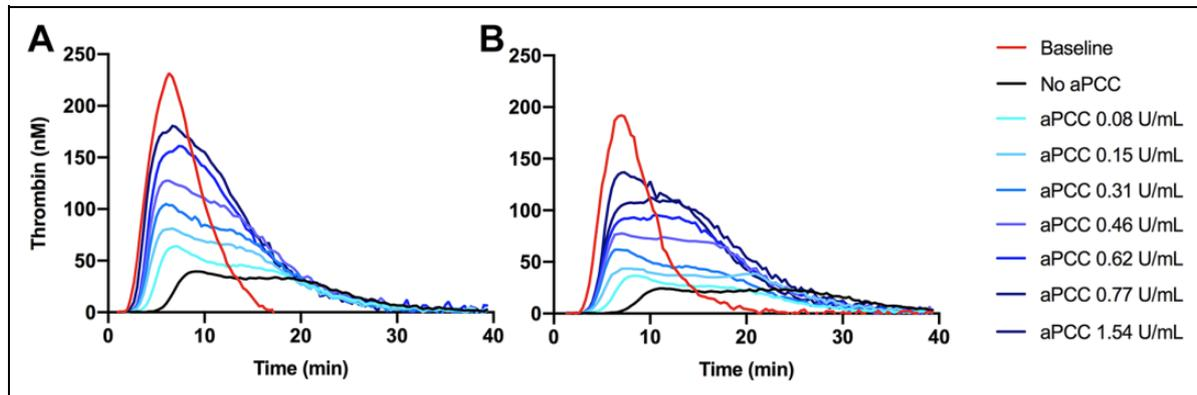 A
250
200
150
100
50
0
Thrombin (nM)
0 10 20 30 40
Time (min)
B
250
200
150
100
50
0
0 10 20 30 40
Time (min)
Baseline
No aPCC
aPCC 0.08 U/mL
aPCC 0.15 U/mL
aPCC 0.31 U/mL
aPCC 0.46 U/mL
aPCC 0.62 U/mL
aPCC 0.77 U/mL
aPCC 1.54 U/mL